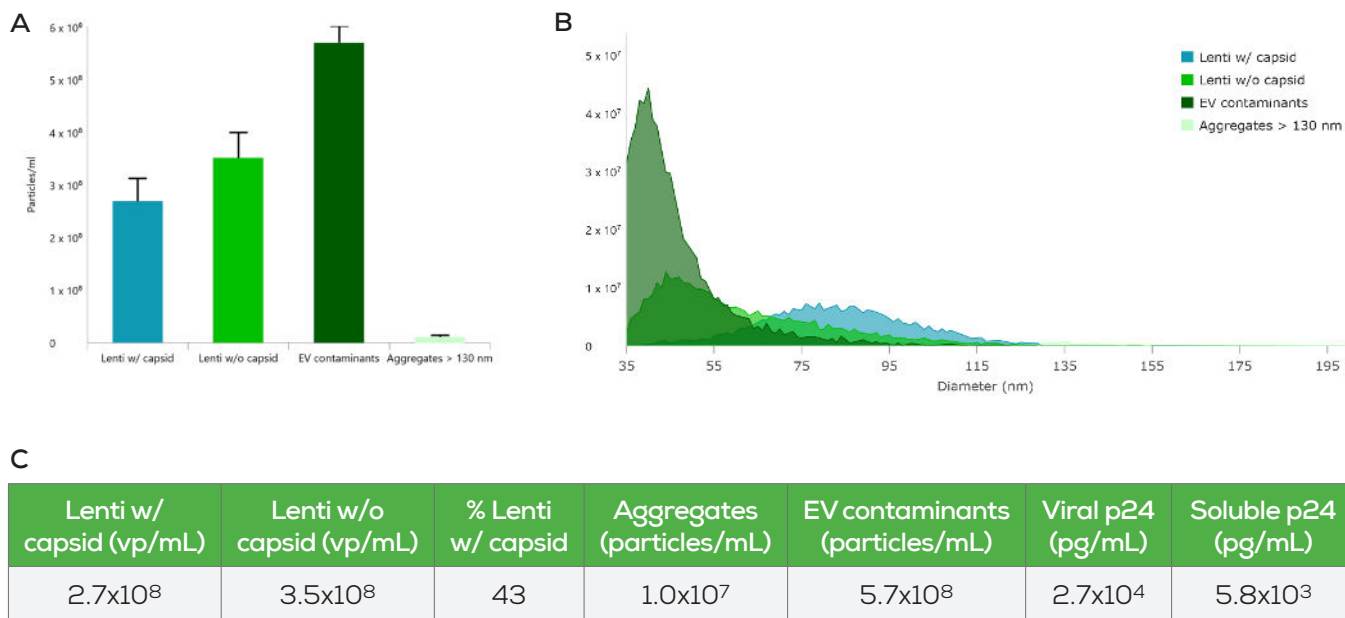 A
6 x 10⁸
5 x 10⁸
4 x 10⁸
3 x 10⁸
2 x 10⁸
1 x 10⁸
0
Particles/ml
Lenti w/ capsid
Lenti w/o capsid
EV contaminants
Aggregates > 130 nm
B
5 x 10⁷
4 x 10⁷
3 x 10⁷
2 x 10⁷
1 x 10⁷
0
35 55 75 95 115 135 155 175 195
Diameter (nm)
Lenti w/ capsid
Lenti w/o capsid
EV contaminants
Aggregates > 130 nm
C
Lenti w/ capsid (vp/mL)
Lenti w/o capsid (vp/mL)
% Lenti w/ capsid
Aggregates (particles/mL)
EV contaminants (particles/mL)
Viral p24 (pg/mL)
Soluble p24 (pg/mL)
2.7x10⁸ 3.5x10⁸ 43 1.0x10⁷ 5.7x10⁸ 2.7x10⁴ 5.8x10³